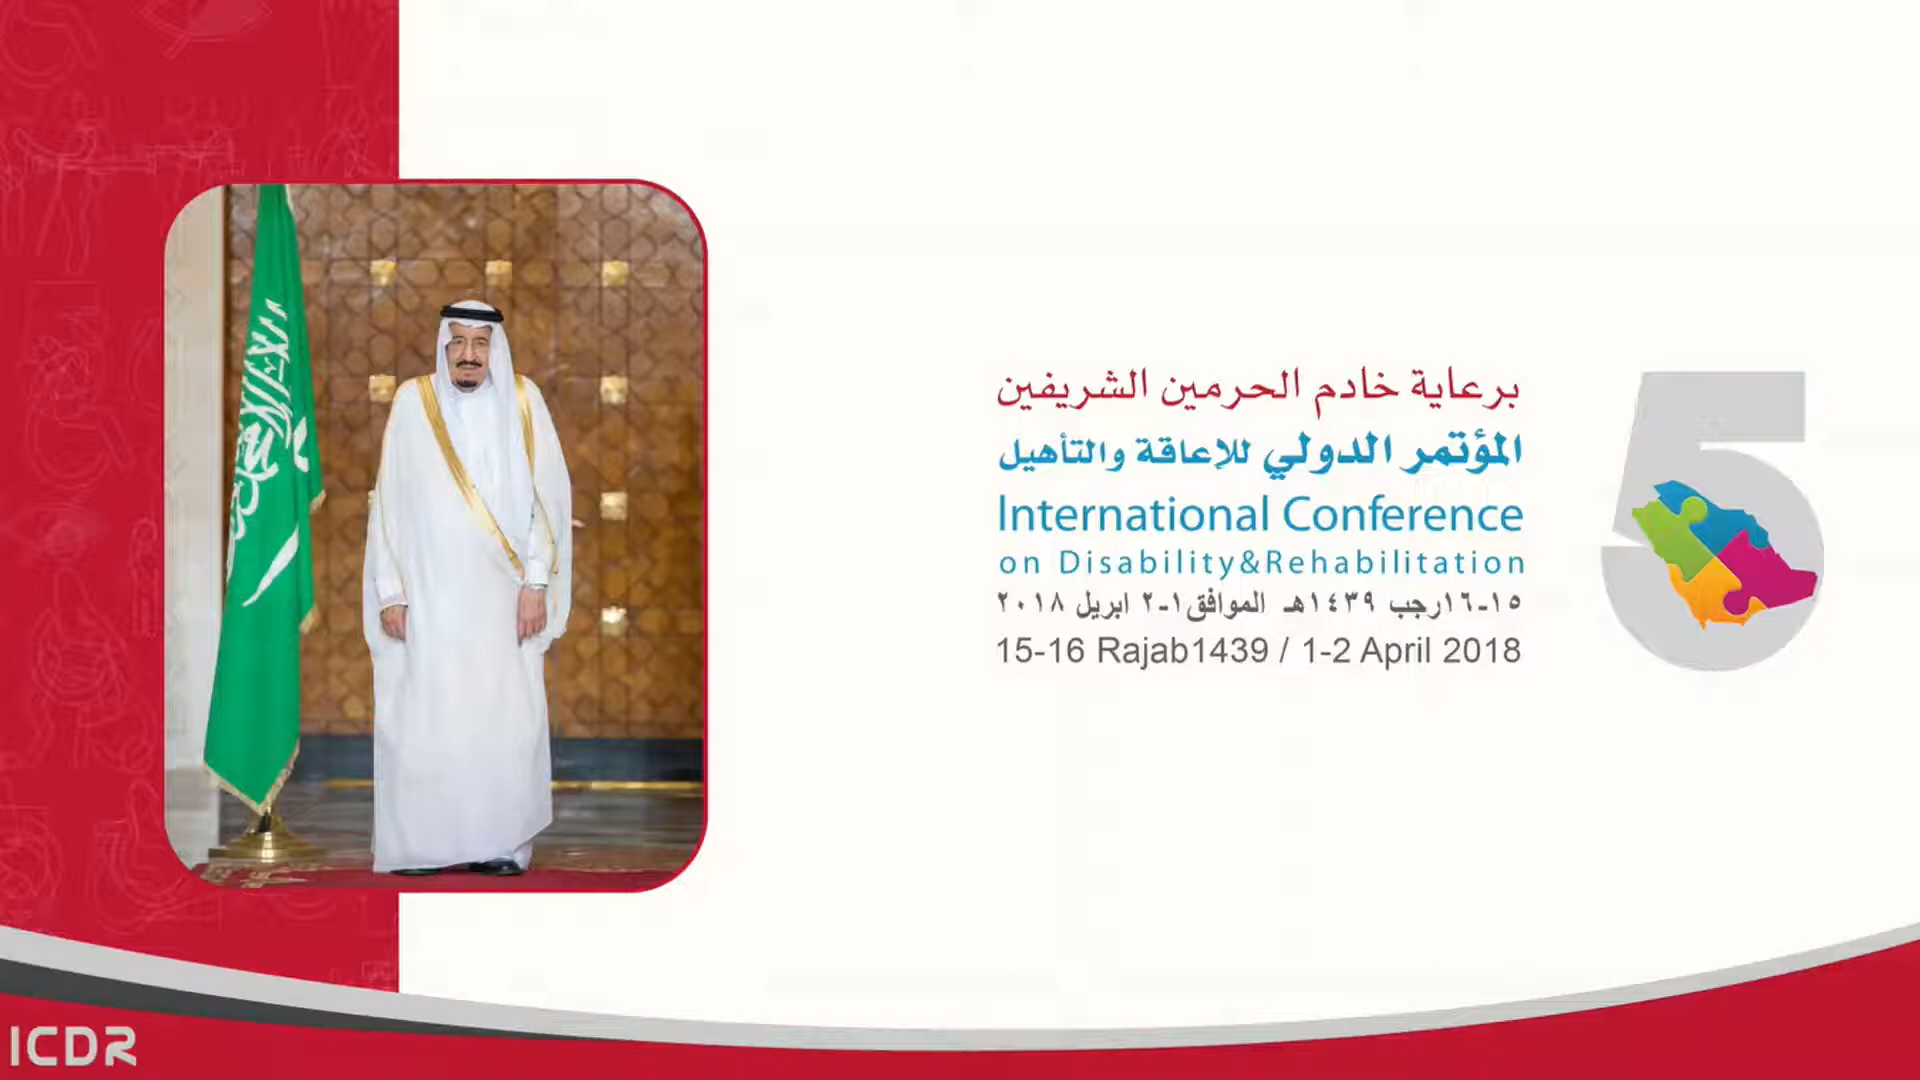 برعاية خادم الحرمين الشريفين
المؤتمر الدولي للإعاقة والتأهيل
International Conference
on Disability&Rehabilitation
١٥-١٦رجب ١٤٣٩هـ الموافق١-٢ ابريل ٢٠١٨
15-16 Rajab1439 / 1-2 April 2018
5
ICDR